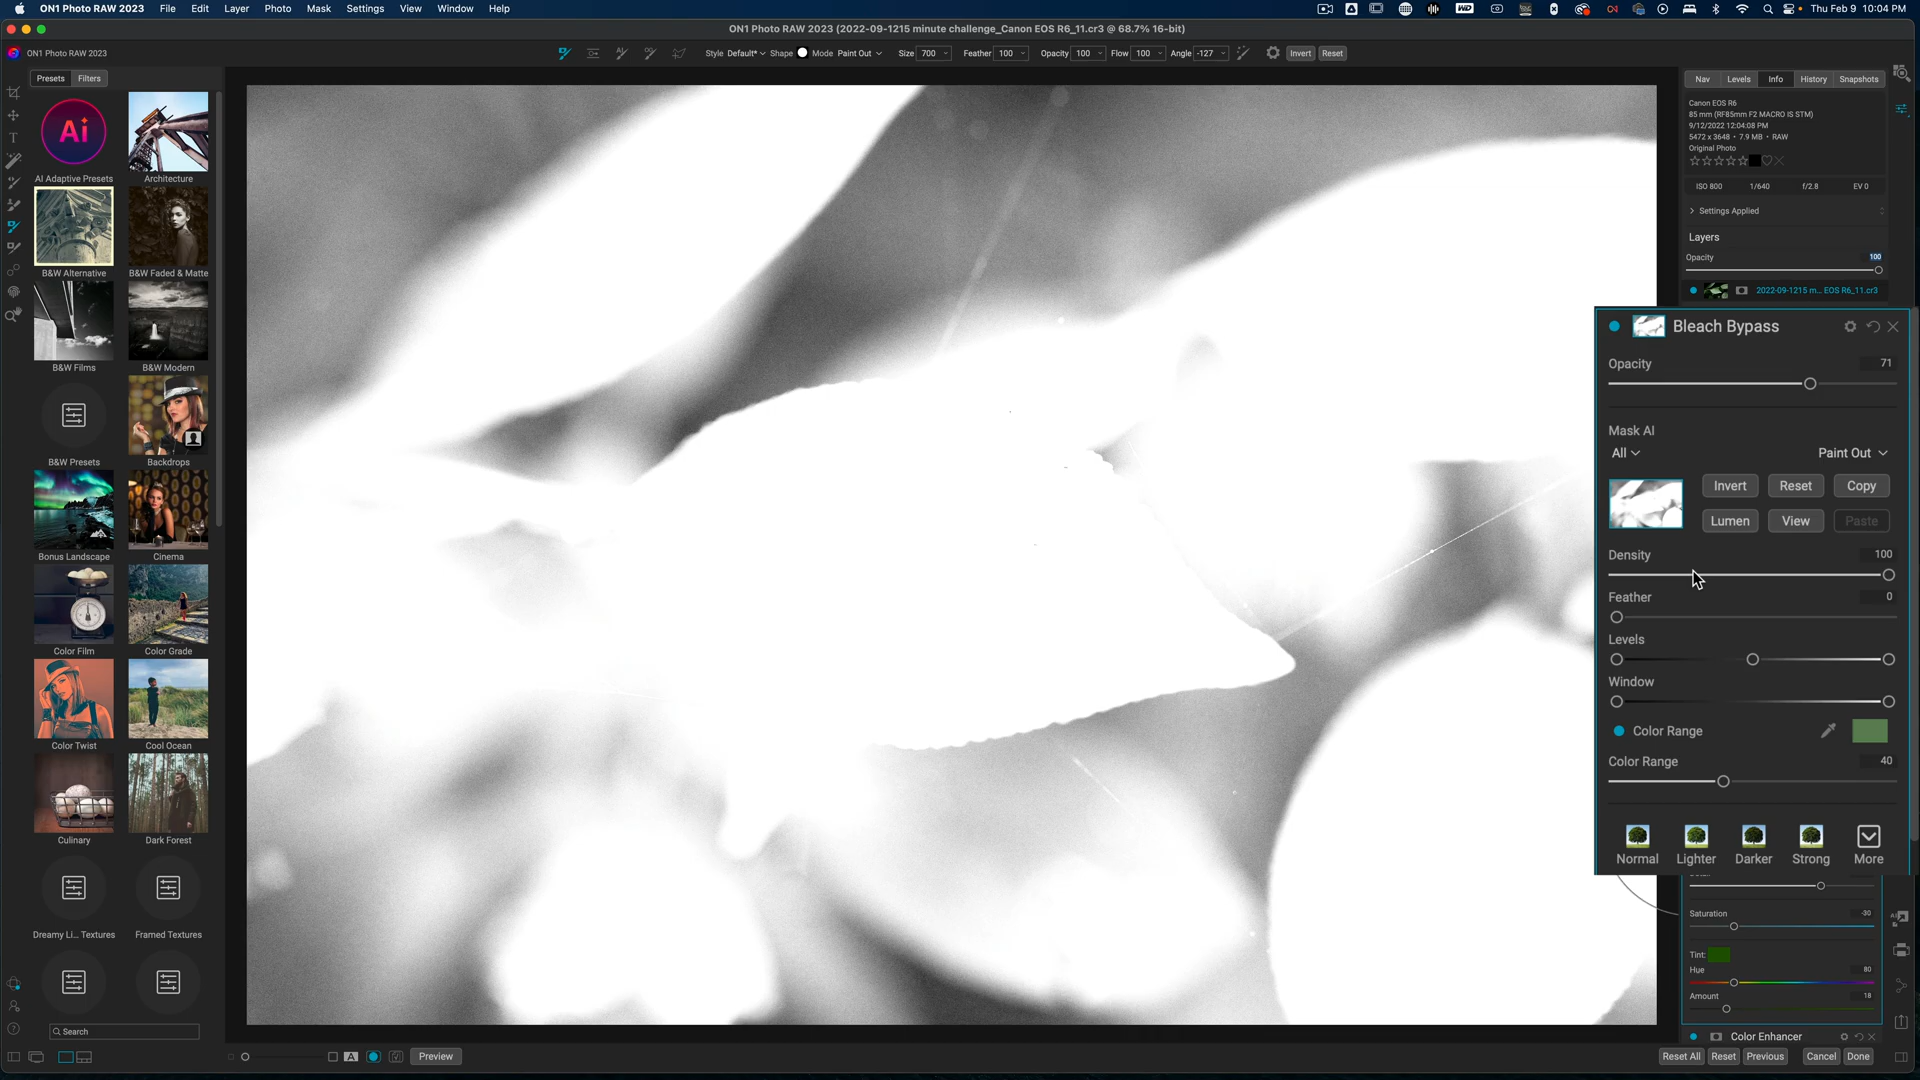 ON1 Photo RAW 2023 File Edit Layer Photo Mask Settings View Window Help
Thu Feb 9 10:04 PM
ON1 Photo RAW 2023 (2022-09-1215 minute challenge_Canon EOS R6_11.cr3 @ 68.7% 16-bit)
ON1 Photo RAW 2023
Style Default* Shape Mode Paint Out Size 700 Feather 100 Opacity 100 Flow 100 Angle -127 Invert Reset
Presets Filters
Ai
AI Adaptive Presets Architecture
B&W Alternative B&W Faded & Matte
B&W Films B&W Modern
B&W Presets Backdrops
Bonus Landscape Cinema
Color Film Color Grade
Color Twist Cool Ocean
Culinary Dark Forest
Dreamy Li... Textures Framed Textures
Search
Preview
Nav Levels Info History Snapshots
Canon EOS R6
85 mm (RF85mm F2 MACRO IS STM)
9/12/2022 12:04:08 PM
5472 x 3648 • 7.9 MB • RAW
Original Photo
ISO 800 1/640 f/2.8 EV 0
Settings Applied
Layers
Opacity 100
2022-09-1215 m... EOS R6_11.cr3
Bleach Bypass
Opacity 71
Mask AI
All Paint Out
Invert Reset Copy
Lumen View Paste
Density 100
Feather 0
Levels
Window
Color Range
Color Range 40
Normal Lighter Darker Strong More
Saturation -30
Tint:
Hue 80
Amount 18
Color Enhancer
Reset All Reset Previous Cancel Done